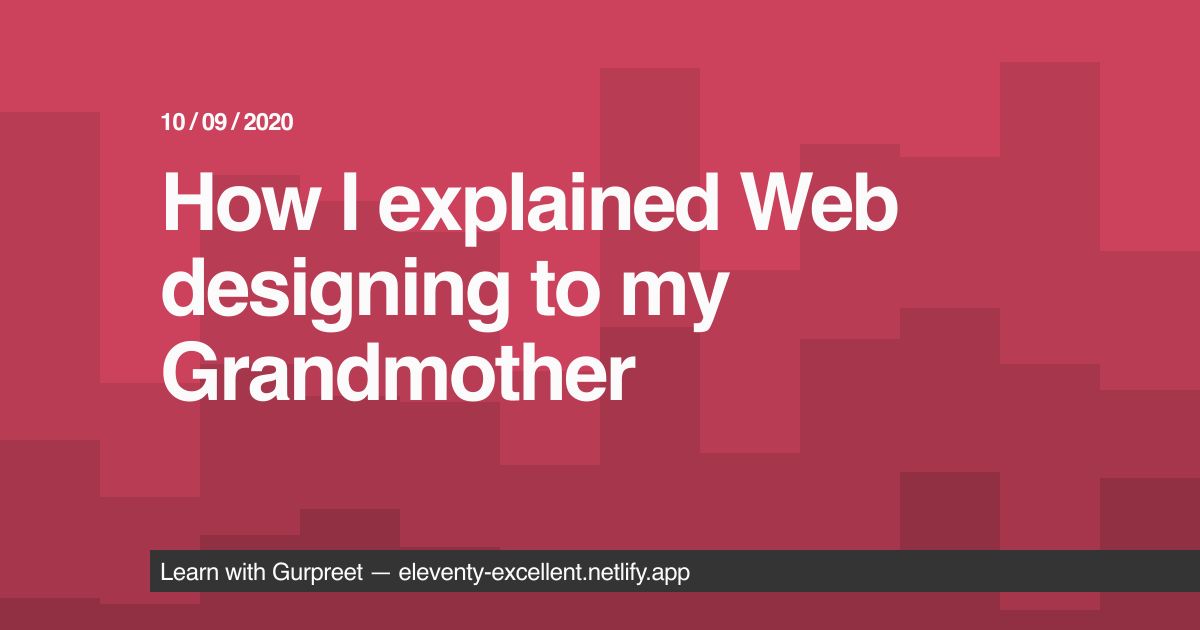 10 / 09 / 2020
How I explained Web
designing to my
Grandmother
Learn with Gurpreet — eleventy-excellent.netlify.app